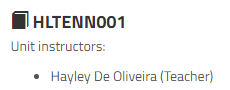 HLTENN001
Unit instructors:
Hayley De Oliveira (Teacher)